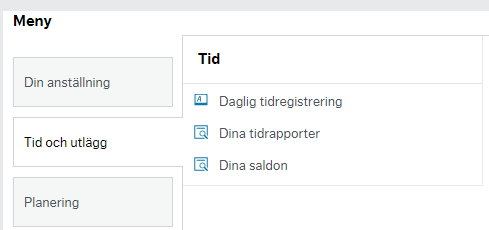 Meny
Din anställning
Tid och utlägg
Planering
Tid
Daglig tidregistrering
Dina tidrapporter
Dina saldon